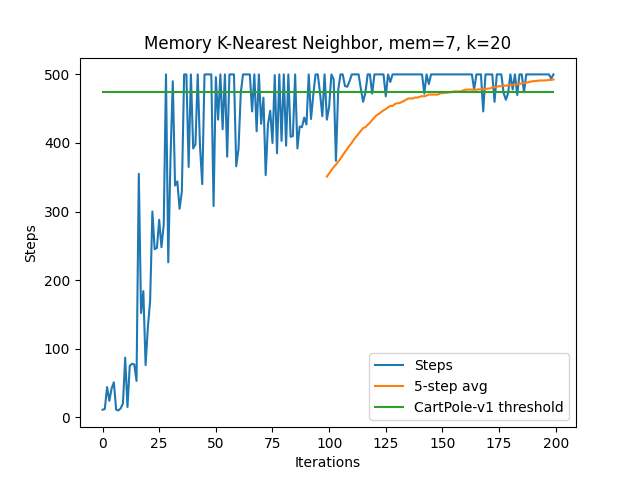 Memory K-Nearest Neighbor, mem=7, k=20
500
400
300
200
100
0
Steps
0 25 50 75 100 125 150 175 200
Iterations
Steps
5-step avg
CartPole-v1 threshold